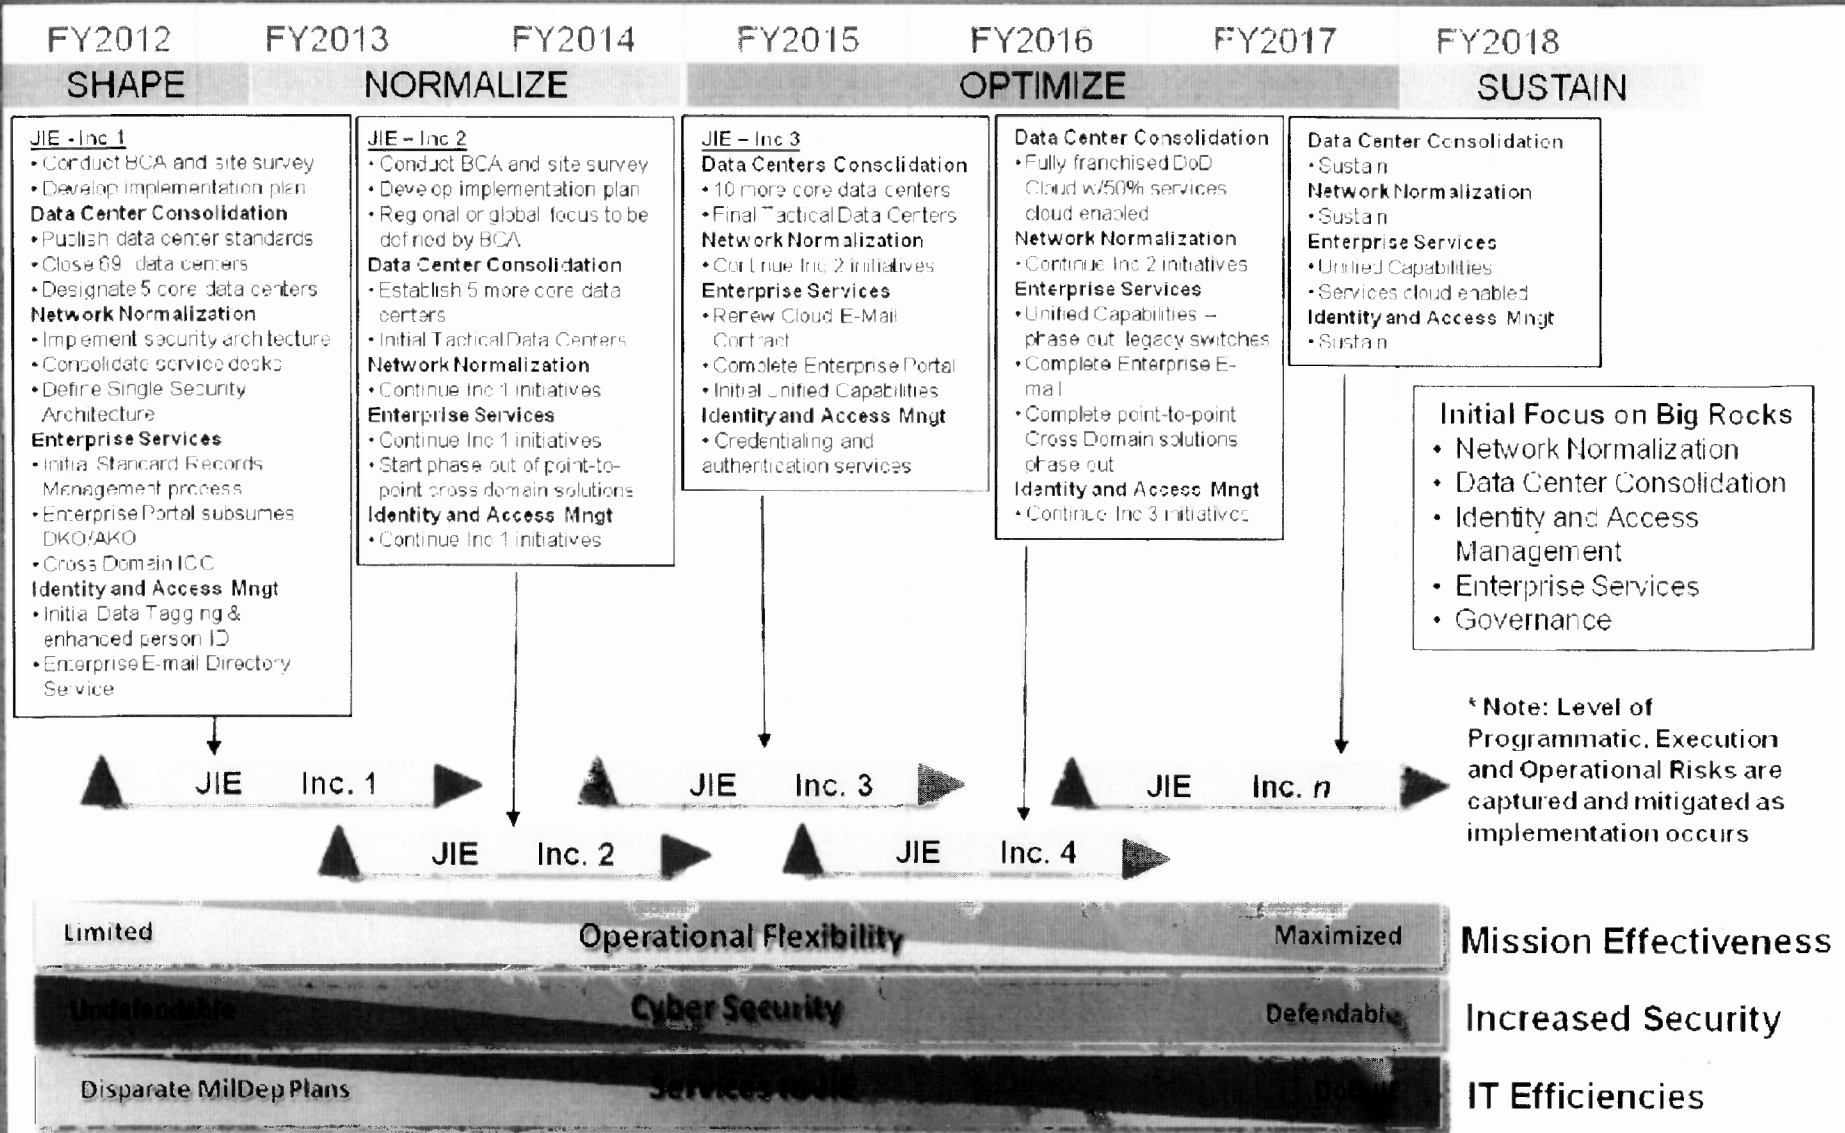 FY2012 FY2013 FY2014 FY2015 FY2016 FY2017 FY2018
SHAPE NORMALIZE OPTIMIZE SUSTAIN
JIE - Inc 1
• Conduct BCA and site survey
• Develop implementation plan
Data Center Consolidation
• Publish data center standards
• Close 89 data centers
• Designate 5 core data centers
Network Normalization
• Implement security architecture
• Consolidate service desks
• Define Single Security
Architecture
Enterprise Services
• Initial Standard Records
Management process
• Enterprise Portal subsumes
DKO/AKO
• Cross Domain
Identity and Access Mngt
• Initial Data Tagging &
enhanced person ID
• Enterprise E-mail Directory
Service
JIE – Inc 2
• Conduct BCA and site survey
• Develop implementation plan
• Regional or global focus to be
defined by BCA
Data Center Consolidation
• Establish 5 more core data
centers
• Initial Tactical Data Centers
Network Normalization
• Continue Inc 1 initiatives
Enterprise Services
• Continue Inc 1 initiatives
• Start phase out of point-to-
point cross domain solutions
Identity and Access Mngt
• Continue Inc 1 initiatives
JIE – Inc 3
Data Centers Consolidation
• 10 more core data centers
• Final Tactical Data Centers
Network Normalization
• Continue Inc 2 initiatives
Enterprise Services
• Renew Cloud E-Mail
Contract
• Complete Enterprise Portal
• Initial Unified Capabilities
Identity and Access Mngt
• Credentialing and
authentication services
Data Center Consolidation
• Fully franchised DoD
Cloud w/50% services
cloud enabled
Network Normalization
• Continue Inc 2 initiatives
Enterprise Services
• Unified Capabilities –
phase out legacy switches
• Complete Enterprise E-
mail
• Complete point-to-point
Cross Domain solutions
phase out
Identity and Access Mngt
• Continue Inc 3 initiatives
Data Center Consolidation
• Sustain
Network Normalization
• Sustain
Enterprise Services
• Unified Capabilities
• Services cloud enabled
Identity and Access Mngt
• Sustain
Initial Focus on Big Rocks
• Network Normalization
• Data Center Consolidation
• Identity and Access
Management
• Enterprise Services
• Governance
* Note: Level of
Programmatic, Execution
and Operational Risks are
captured and mitigated as
implementation occurs
JIE Inc. 1
JIE Inc. 3
JIE Inc. n
JIE Inc. 2
JIE Inc. 4
Limited Operational Flexibility Maximized Mission Effectiveness
Undefendable Cyber Security Defendable Increased Security
Disparate MilDep Plans IT Efficiencies